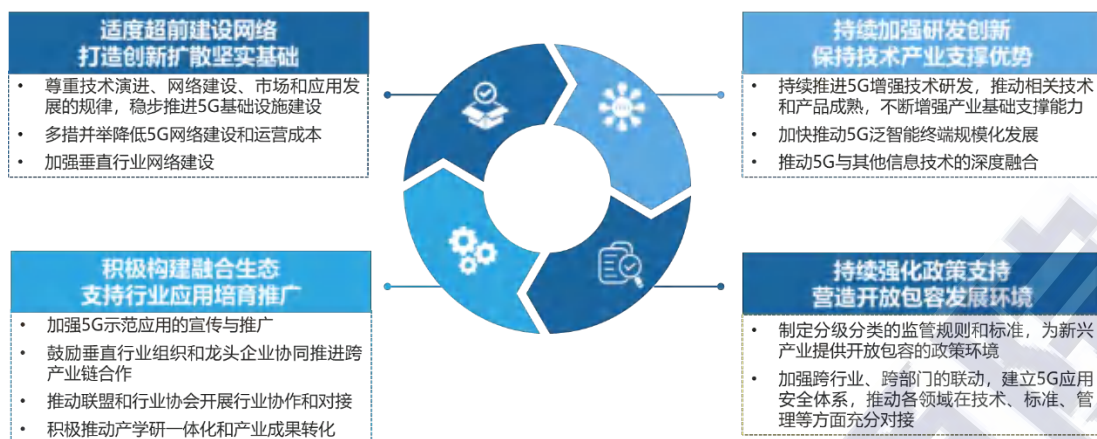 适度超前建设网络
打造创新扩散坚实基础
• 尊重技术演进、网络建设、市场和应用发
展的规律，稳步推进5G基础设施建设
• 多措并举降低5G网络建设和运营成本
• 加强垂直行业网络建设
持续加强研发创新
保持技术产业支撑优势
• 持续推进5G增强技术研发，推动相关技术
和产品成熟，不断增强产业基础支撑能力
• 加快推动5G泛智能终端规模化发展
• 推动5G与其他信息技术的深度融合
积极构建融合生态
支持行业应用培育推广
• 加强5G示范应用的宣传与推广
• 鼓励垂直行业组织和龙头企业协同推进跨
产业链合作
• 推动联盟和行业协会开展行业协作和对接
• 积极推动产学研一体化和产业成果转化
持续强化政策支持
营造开放包容发展环境
• 制定分级分类的监管规则和标准，为新兴
产业提供开放包容的政策环境
• 加强跨行业、跨部门的联动，建立5G应用
安全体系，推动各领域在技术、标准、管
理等方面充分对接